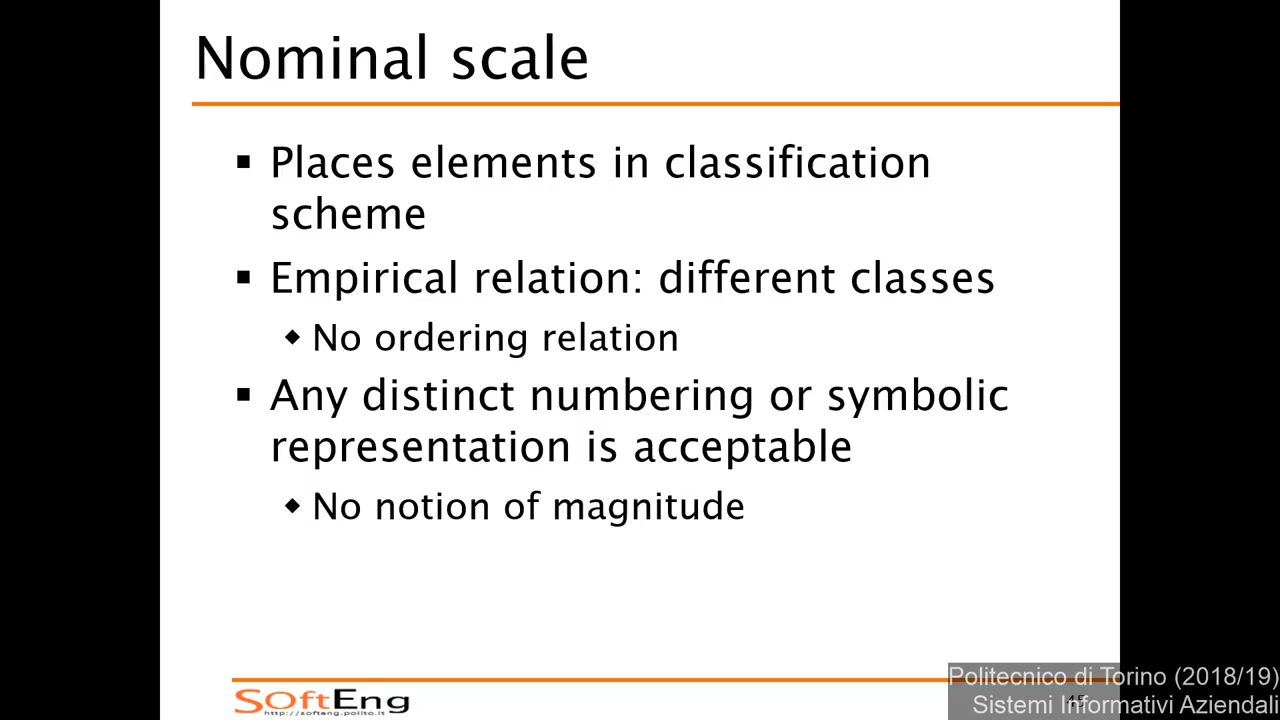 Nominal scale
▪ Places elements in classification
scheme
▪ Empirical relation: different classes
◆ No ordering relation
▪ Any distinct numbering or symbolic
representation is acceptable
◆ No notion of magnitude
SoftEng
http://softeng.polito.it
Politecnico di Torino (2018/19)
Sistemi Informativi Aziendali